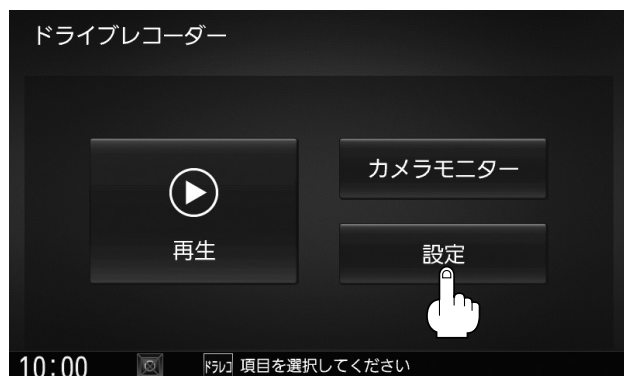 ドライブレコーダー
カメラモニター
再生
設定
10:00 ドラレコ 項目を選択してください